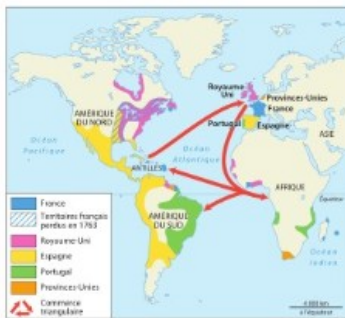 Royaume
Uni
Provinces-Unies
France
Portugal
Espagne
AMÉRIQUE
DU NORD
ASIE
Océan
Pacifique
Océan
Atlantique
ANTILLES
AFRIQUE
Équateur
AMÉRIQUE
DU SUD
Océan
Indien
France
Territoires français
perdus en 1763
Royaume Uni
Espagne
Portugal
Provinces-Unies
Commerce
triangulaire
à l'équateur